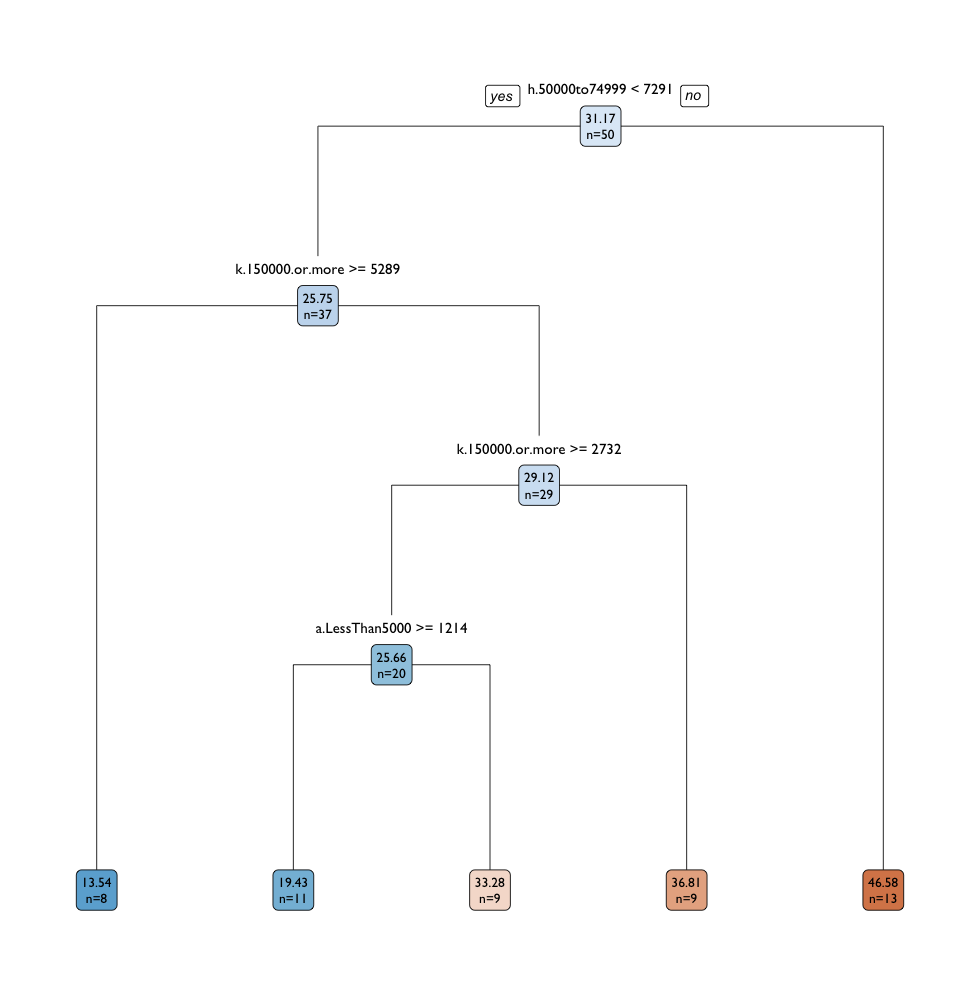 yes h.50000to74999 < 7291 no
31.17
n=50
k.150000.or.more >= 5289
25.75
n=37
k.150000.or.more >= 2732
29.12
n=29
a.LessThan5000 >= 1214
25.66
n=20
13.54
n=8
19.43
n=11
33.28
n=9
36.81
n=9
46.58
n=13